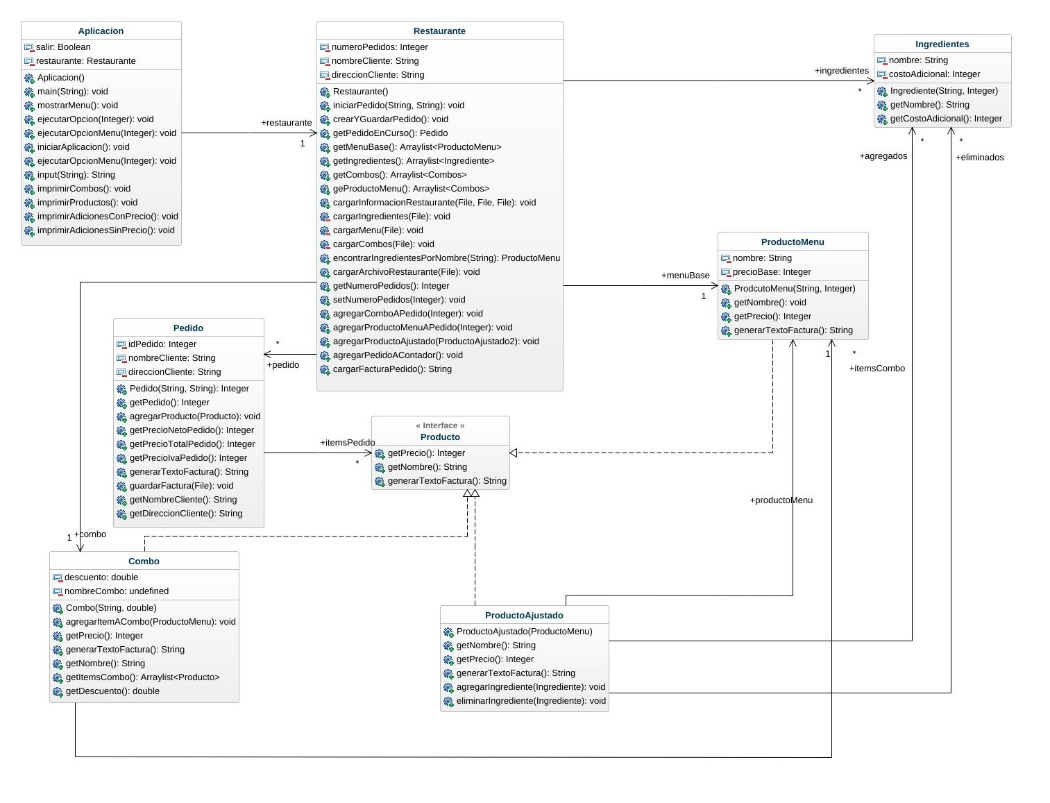 Aplicacion
salir: Boolean
restaurante: Restaurante
Aplicacion()
main(String): void
mostrarMenu(): void
ejecutarOpcion(Integer): void
ejecutarOpcionMenu(Integer): void
iniciarAplicacion(): void
ejecutarOpcionMenu(Integer): void
input(String): String
imprimirCombos(): void
imprimirProductos(): void
imprimirAdicionesConPrecio(): void
imprimirAdicionesSinPrecio(): void
+restaurante
1
Restaurante
numeroPedidos: Integer
nombreCliente: String
direccionCliente: String
Restaurante()
iniciarPedido(String, String): void
crearYGuardarPedido(): void
getPedidoEnCurso(): Pedido
getMenuBase(): Arraylist<ProductoMenu>
getIngredientes(): Arraylist<Ingrediente>
getCombos(): Arraylist<Combos>
geProductoMenu(): Arraylist<Combos>
cargarInformacionRestaurante(File, File, File): void
cargarIngredientes(File): void
cargarMenu(File): void
cargarCombos(File): void
encontrarIngredientesPorNombre(String): ProductoMenu
cargarArchivoRestaurante(File): void
getNumeroPedidos(): Integer
setNumeroPedidos(Integer): void
agregarComboAPedido(Integer): void
agregarProductoMenuAPedido(Integer): void
agregarProductoAjustado(ProductoAjustado2): void
agregarPedidoAContador(): void
cargarFacturaPedido(): String
+ingredientes
*
Ingredientes
nombre: String
costoAdicional: Integer
Ingrediente(String, Integer)
getNombre(): String
getCostoAdicional(): Integer
*
*
+agregados
+eliminados
+menuBase
1
ProductoMenu
nombre: String
precioBase: Integer
ProdcutoMenu(String, Integer)
getNombre(): void
getPrecio(): Integer
generarTextoFactura(): String
1
*
+itemsCombo
Pedido
idPedido: Integer
nombreCliente: String
direccionCliente: String
Pedido(String, String): Integer
getPedido(): Integer
agregarProducto(Producto): void
getPrecioNetoPedido(): Integer
getPrecioTotalPedido(): Integer
getPrecioIvaPedido(): Integer
generarTextoFactura(): String
guardarFactura(File): void
getNombreCliente(): String
getDireccionCliente(): String
*
+pedido
+itemsPedido
*
« Interface »
Producto
getPrecio(): Integer
getNombre(): String
generarTextoFactura(): String
+productoMenu
1
+combo
Combo
descuento: double
nombreCombo: undefined
Combo(String, double)
agregarItemACombo(ProductoMenu): void
getPrecio(): Integer
generarTextoFactura(): String
getNombre(): String
getItemsCombo(): Arraylist<Producto>
getDescuento(): double
ProductoAjustado
ProductoAjustado(ProductoMenu)
getNombre(): String
getPrecio(): Integer
generarTextoFactura(): String
agregarIngrediente(Ingrediente): void
eliminarIngrediente(Ingrediente): void